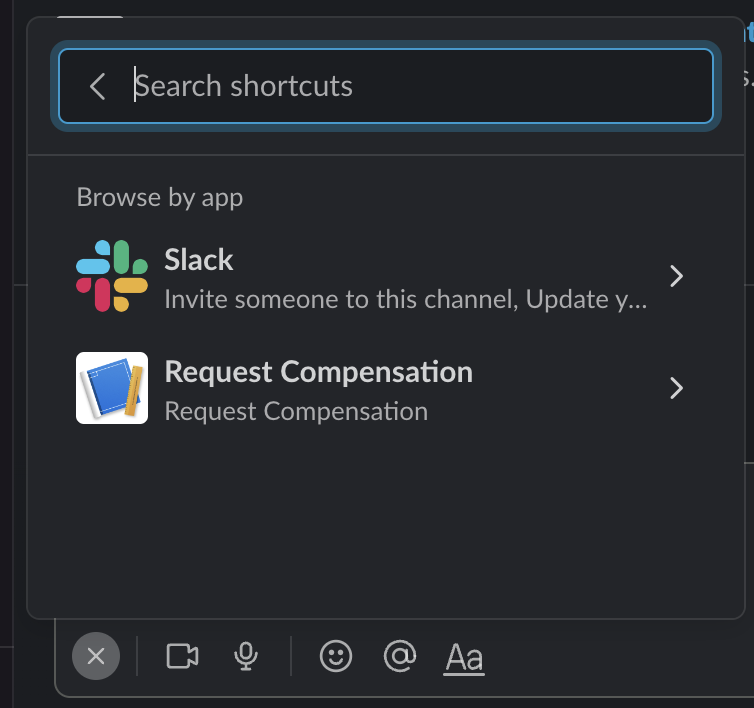 Search shortcuts
Browse by app
Slack
Invite someone to this channel, Update y...
Request Compensation
Request Compensation
Aa